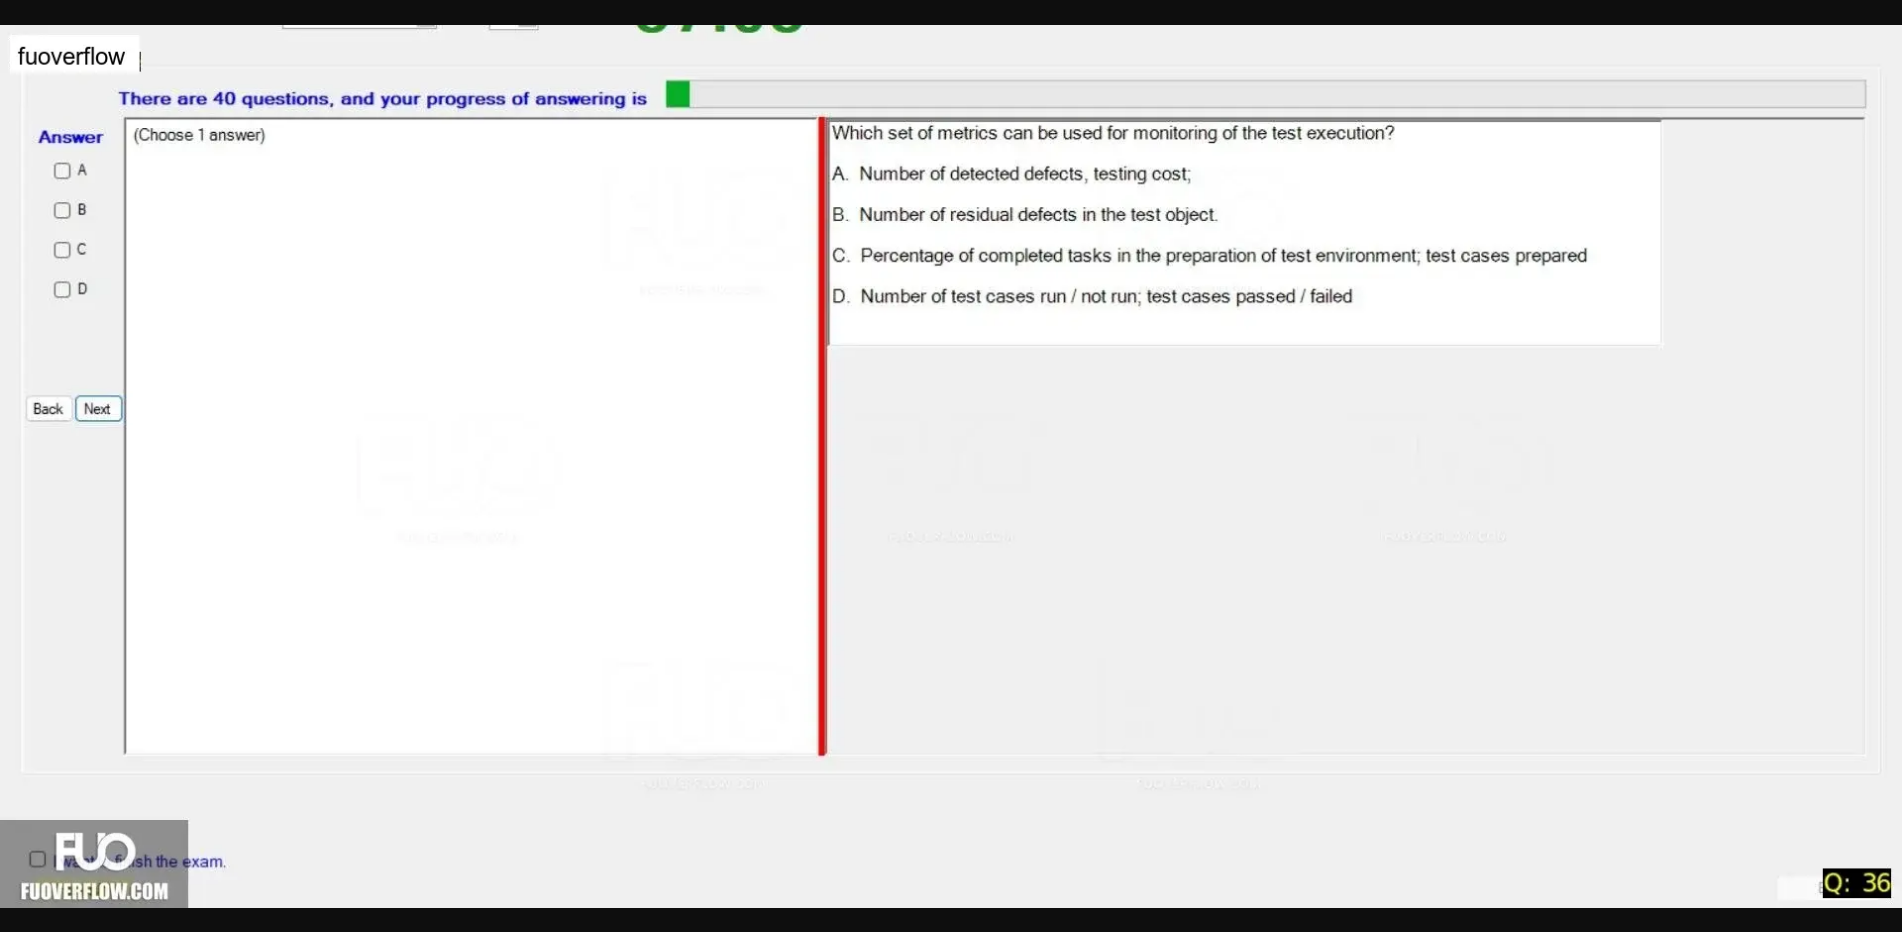 fuoverflow
There are 40 questions, and your progress of answering is
Answer
(Choose 1 answer)
A
B
C
D
Back Next
Which set of metrics can be used for monitoring of the test execution?
A. Number of detected defects, testing cost;
B. Number of residual defects in the test object.
C. Percentage of completed tasks in the preparation of test environment; test cases prepared
D. Number of test cases run / not run; test cases passed / failed
FUO
the exam.
FUOVERFLOW.COM
Q: 36